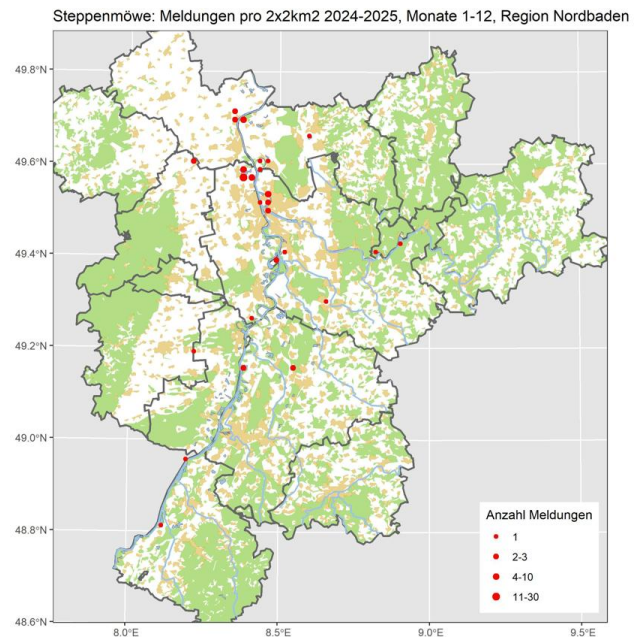 Steppenmöwe: Meldungen pro 2x2km2 2024-2025, Monate 1-12, Region Nordbaden
49.8°N
49.6°N
49.4°N
49.2°N
49.0°N
48.8°N
48.6°N
Anzahl Meldungen
1
2-3
4-10
11-30
8.0°E 8.5°E 9.0°E 9.5°E